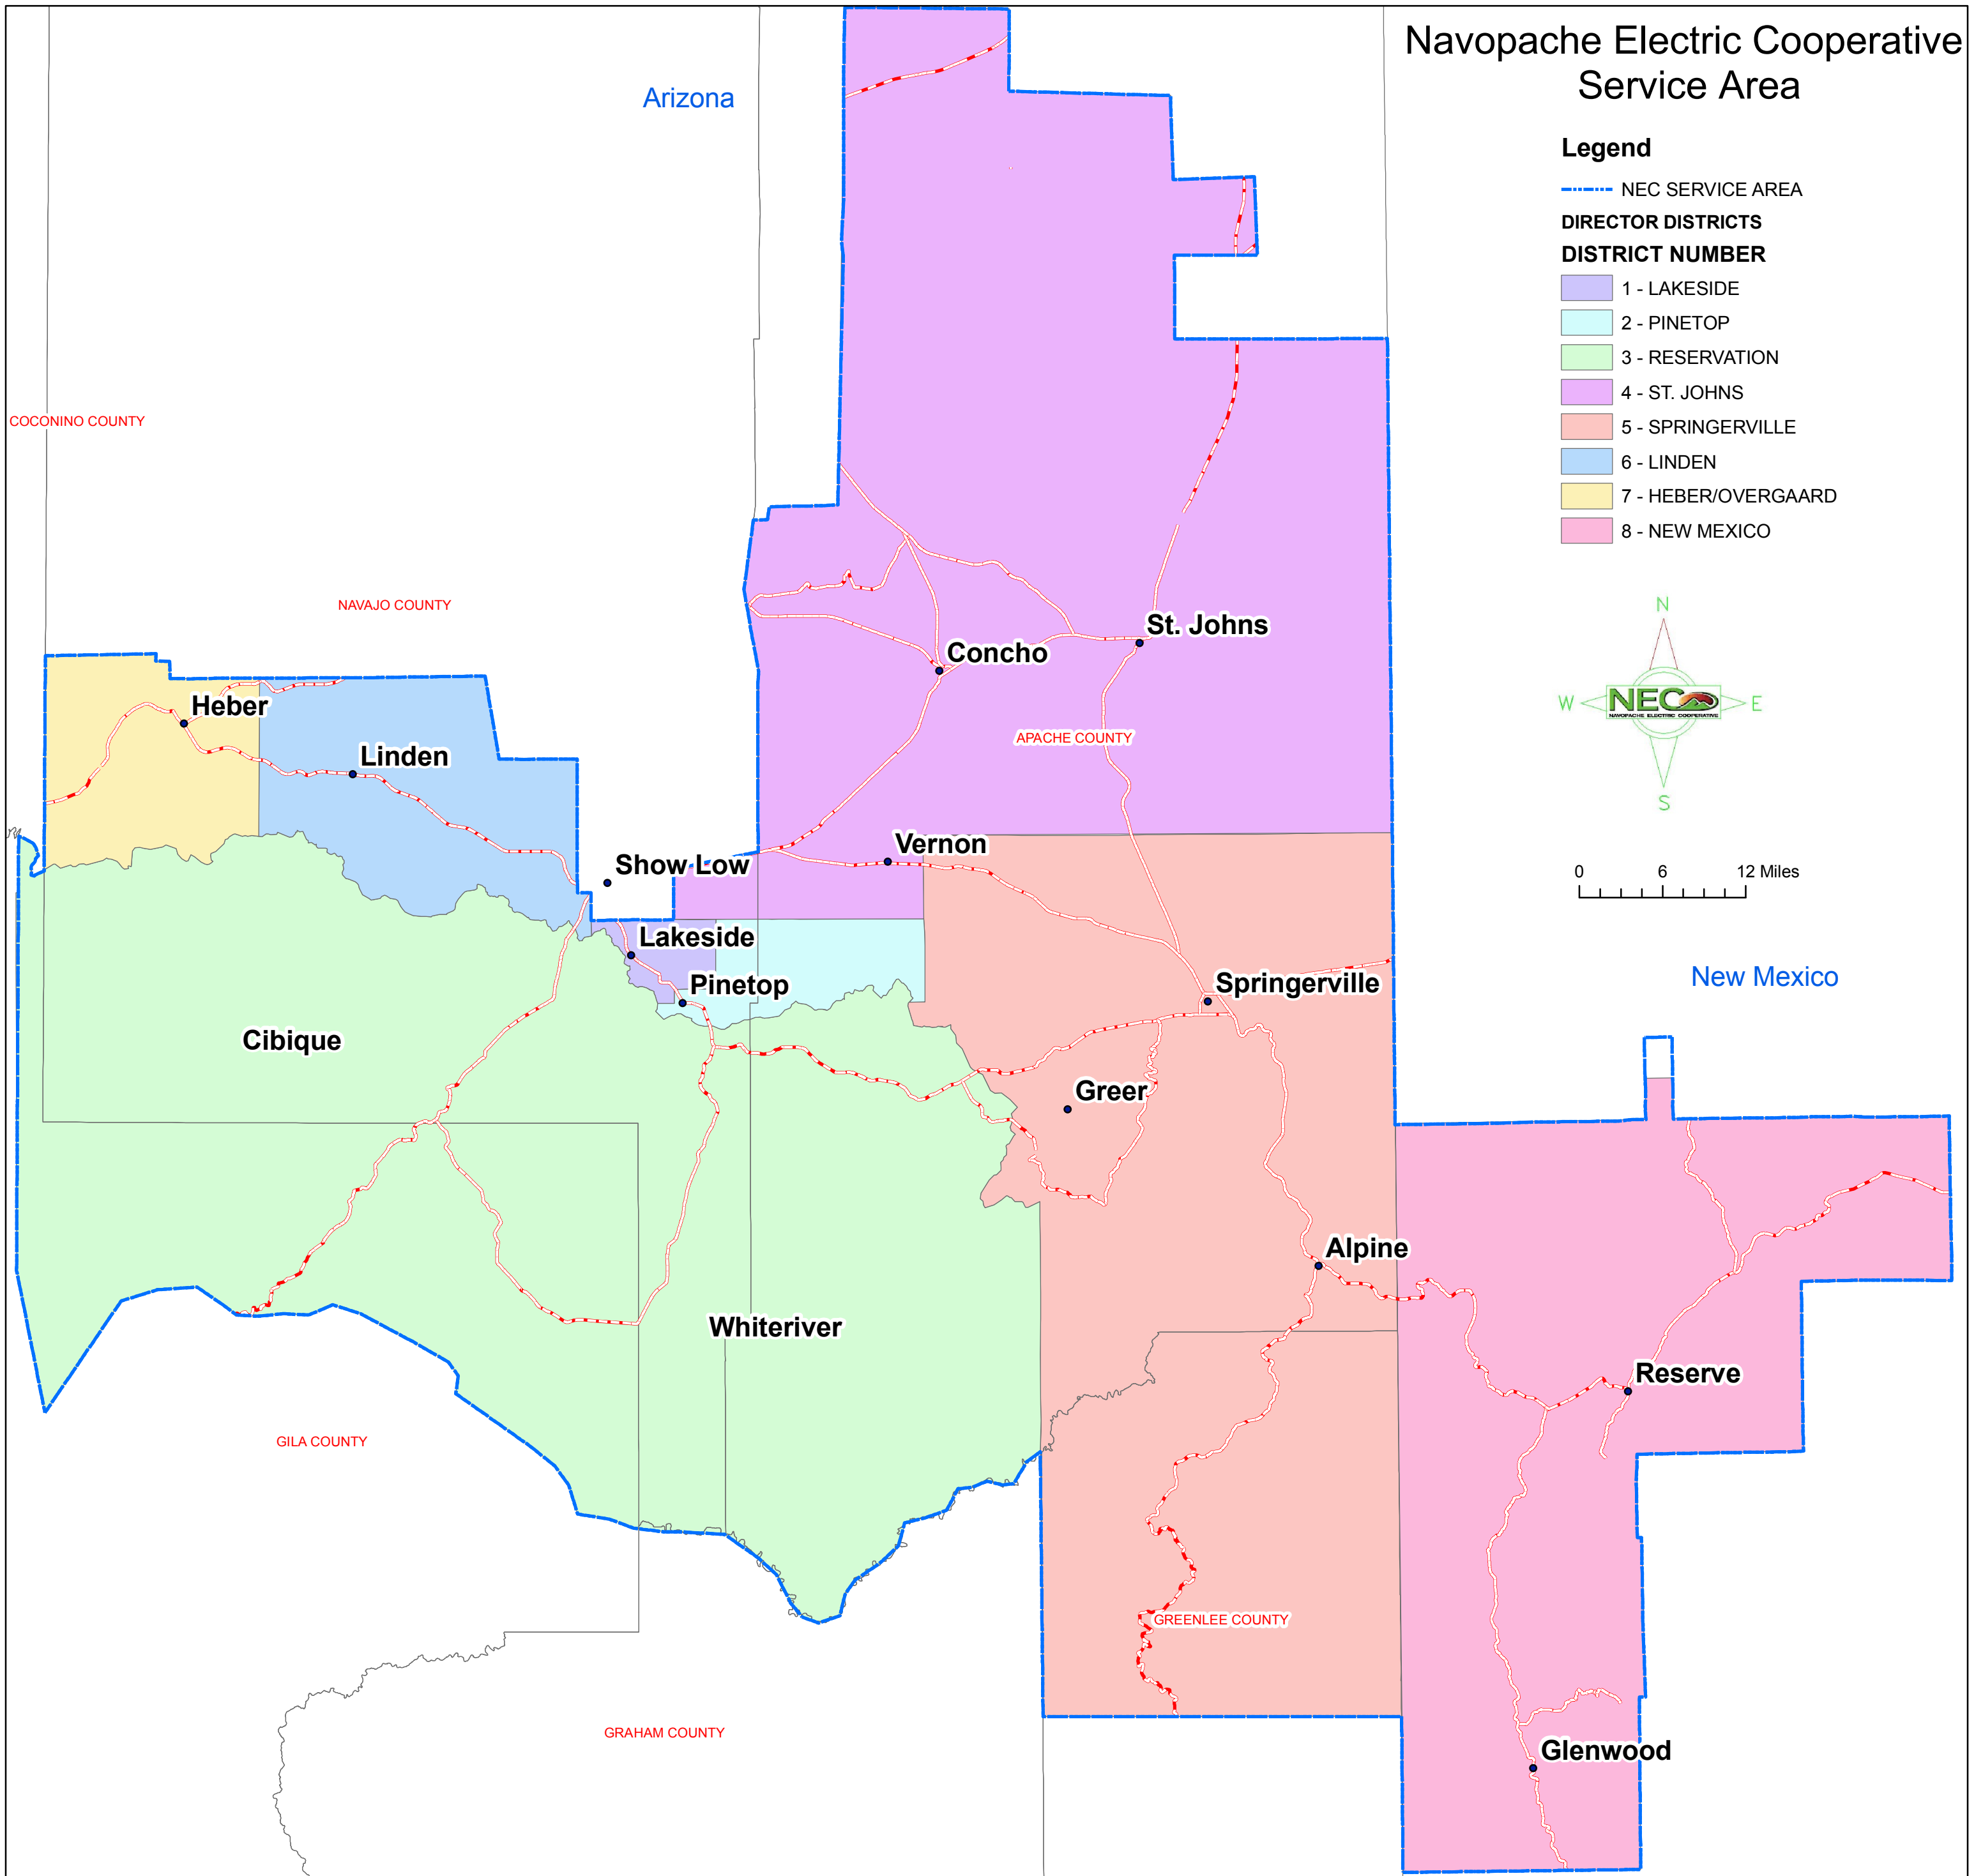 Navopache Electric Cooperative
Service Area
Arizona
Legend
NEC SERVICE AREA
DIRECTOR DISTRICTS
DISTRICT NUMBER
1 - LAKESIDE
2 - PINETOP
3 - RESERVATION
4 - ST. JOHNS
5 - SPRINGERVILLE
6 - LINDEN
7 - HEBER/OVERGAARD
8 - NEW MEXICO
COCONINO COUNTY
NAVAJO COUNTY
N
W
NEC
NAVOPACHE ELECTRIC COOPERATIVE
E
S
St. Johns
Concho
APACHE COUNTY
Heber
Linden
Vernon
Show Low
0 6 12 Miles
Lakeside
Pinetop
Springerville
New Mexico
Cibique
Greer
Alpine
Whiteriver
Reserve
GILA COUNTY
GREENLEE COUNTY
GRAHAM COUNTY
Glenwood